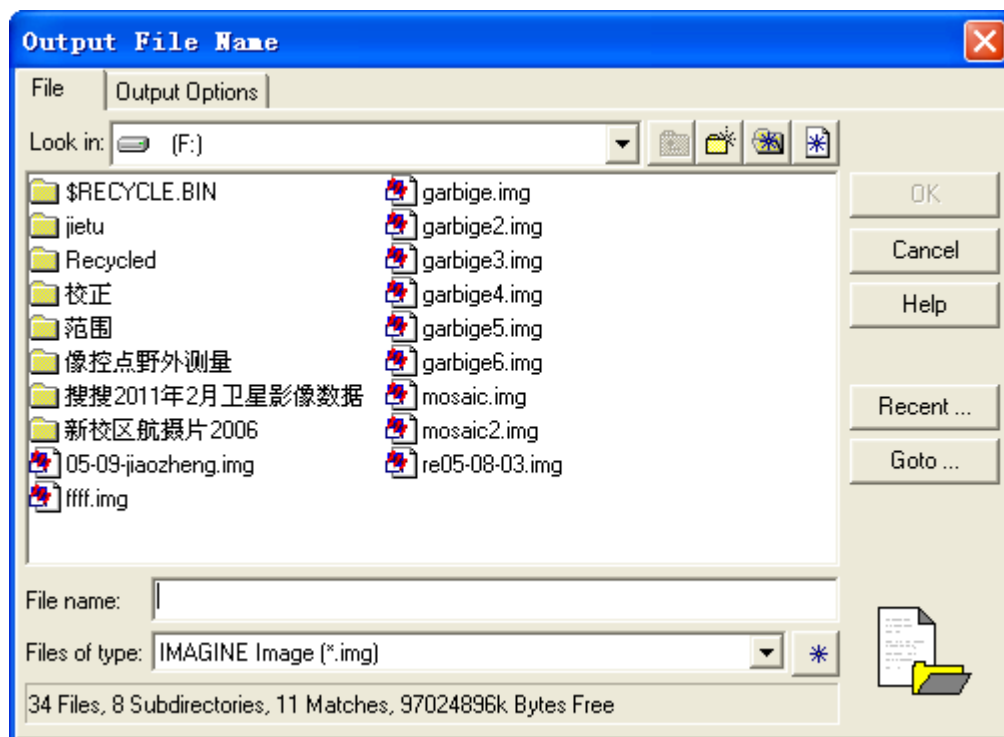 Output File Name
File
Output Options
Look in:
(F:)
$RECYCLE.BIN
jietu
Recycled
校正
范围
像控点野外测量
搜搜2011年2月卫星影像数据
新校区航摄片2006
05-09-jiaozheng.img
ffff.img
garbige.img
garbige2.img
garbige3.img
garbige4.img
garbige5.img
garbige6.img
mosaic.img
mosaic2.img
re05-08-03.img
OK
Cancel
Help
Recent ...
Goto ...
File name:
Files of type: IMAGINE Image (*.img)
34 Files, 8 Subdirectories, 11 Matches, 97024896k Bytes Free